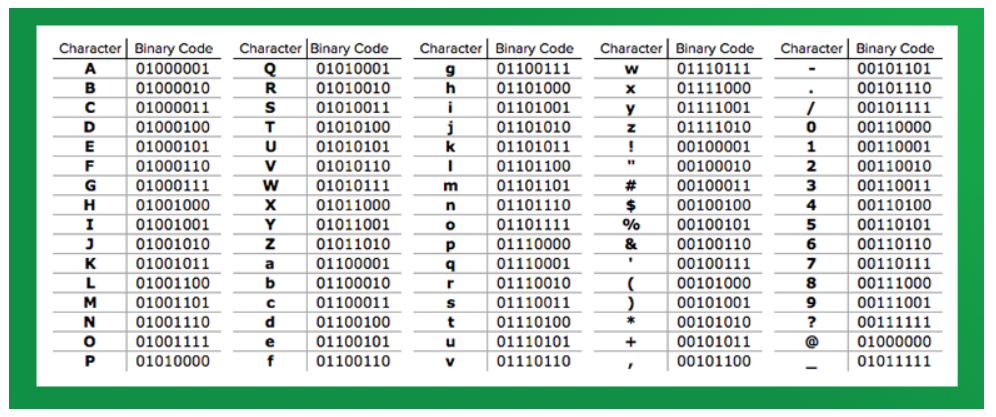 Character Binary Code Character Binary Code Character Binary Code Character Binary Code Character Binary Code
A 01000001 Q 01010001 g 01100111 w 01110111 - 00101101
B 01000010 R 01010010 h 01101000 x 01111000 . 00101110
C 01000011 S 01010011 i 01101001 y 01111001 / 00101111
D 01000100 T 01010100 j 01101010 z 01111010 0 00110000
E 01000101 U 01010101 k 01101011 ! 00100001 1 00110001
F 01000110 V 01010110 l 01101100 " 00100010 2 00110010
G 01000111 W 01010111 m 01101101 # 00100011 3 00110011
H 01001000 X 01011000 n 01101110 $ 00100100 4 00110100
I 01001001 Y 01011001 o 01101111 % 00100101 5 00110101
J 01001010 Z 01011010 p 01110000 & 00100110 6 00110110
K 01001011 a 01100001 q 01110001 ' 00100111 7 00110111
L 01001100 b 01100010 r 01110010 ( 00101000 8 00111000
M 01001101 c 01100011 s 01110011 ) 00101001 9 00111001
N 01001110 d 01100100 t 01110100 * 00101010 ? 00111111
O 01001111 e 01100101 u 01110101 + 00101011 @ 01000000
P 01010000 f 01100110 v 01110110 , 00101100 _ 01011111